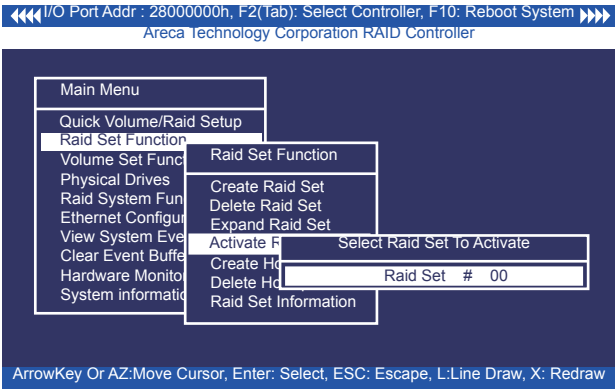 I/O Port Addr : 28000000h, F2(Tab): Select Controller, F10: Reboot System
Areca Technology Corporation RAID Controller
Main Menu
Quick Volume/Raid Setup
Raid Set Function
Volume Set Funct
Physical Drives
Raid System Fun
Ethernet Configur
View System Eve
Clear Event Buffe
Hardware Monito
System informatio
Raid Set Function
Create Raid Set
Delete Raid Set
Expand Raid Set
Activate R
Create Ho
Delete Ho
Raid Set Information
Select Raid Set To Activate
Raid Set # 00
ArrowKey Or AZ:Move Cursor, Enter: Select, ESC: Escape, L:Line Draw, X: Redraw